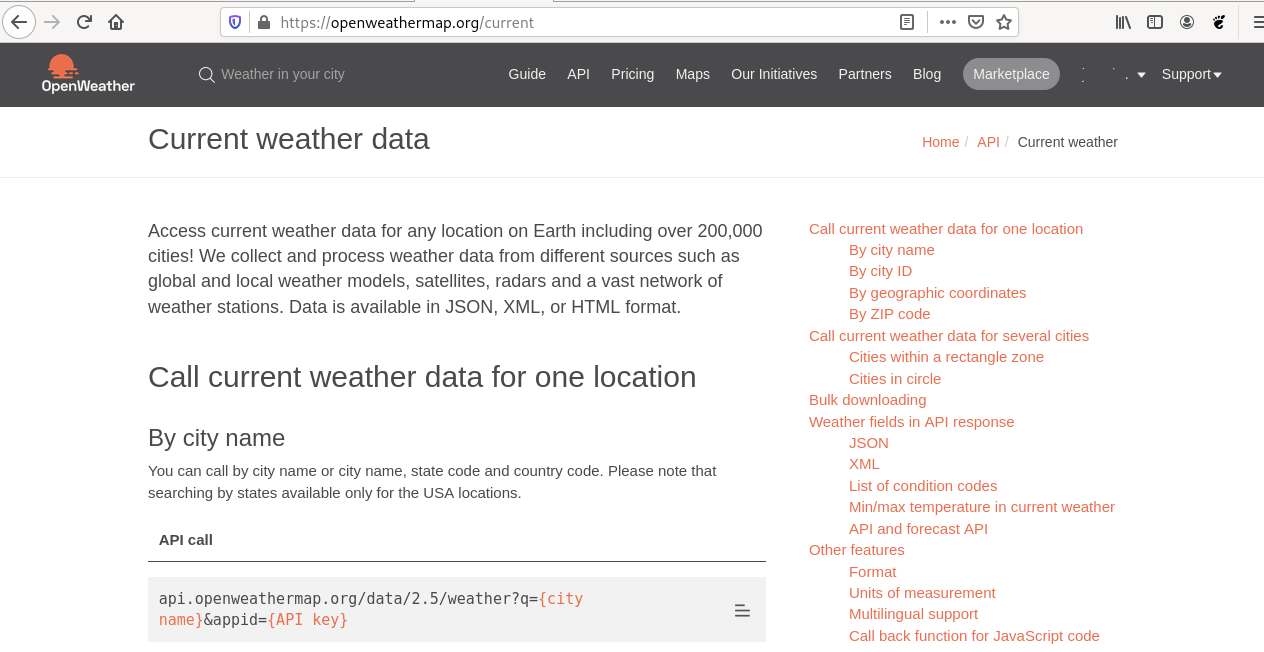 https://openweathermap.org/current
OpenWeather
Weather in your city
Guide API Pricing Maps Our Initiatives Partners Blog Marketplace Support
Current weather data
Home / API / Current weather
Access current weather data for any location on Earth including over 200,000
cities! We collect and process weather data from different sources such as
global and local weather models, satellites, radars and a vast network of
weather stations. Data is available in JSON, XML, or HTML format.
Call current weather data for one location
By city name
You can call by city name or city name, state code and country code. Please note that
searching by states available only for the USA locations.
API call
api.openweathermap.org/data/2.5/weather?q={city
name}&appid={API key}
Call current weather data for one location
By city name
By city ID
By geographic coordinates
By ZIP code
Call current weather data for several cities
Cities within a rectangle zone
Cities in circle
Bulk downloading
Weather fields in API response
JSON
XML
List of condition codes
Min/max temperature in current weather
API and forecast API
Other features
Format
Units of measurement
Multilingual support
Call back function for JavaScript code